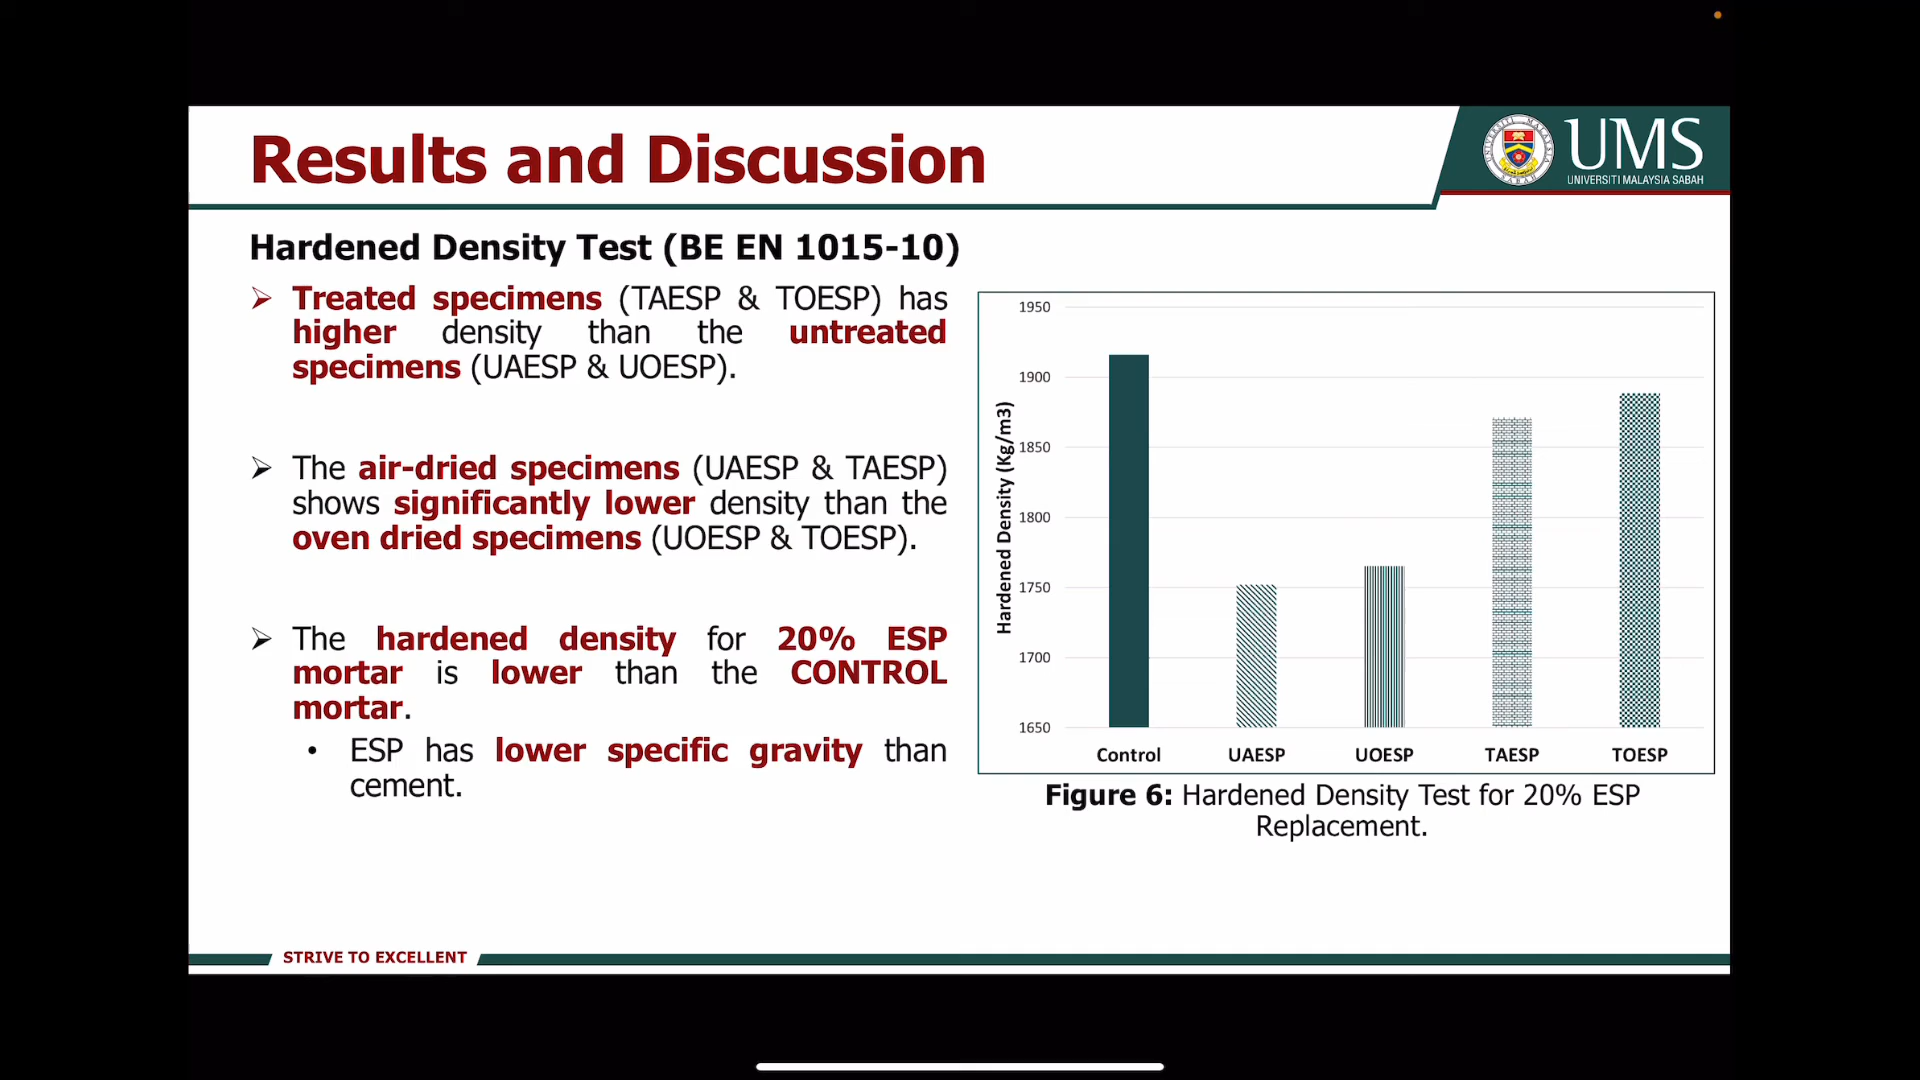 Results and Discussion
UMS
UNIVERSITI MALAYSIA SABAH
Hardened Density Test (BE EN 1015-10)
Treated specimens (TAESP & TOESP) has
higher density than the untreated
specimens (UAESP & UOESP).
The air-dried specimens (UAESP & TAESP)
shows significantly lower density than the
oven dried specimens (UOESP & TOESP).
The hardened density for 20% ESP
mortar is lower than the CONTROL
mortar.
• ESP has lower specific gravity than
cement.
Hardened Density (Kg/m3)
1950
1900
1850
1800
1750
1700
1650
Control UAESP UOESP TAESP TOESP
Figure 6: Hardened Density Test for 20% ESP
Replacement.
STRIVE TO EXCELLENT